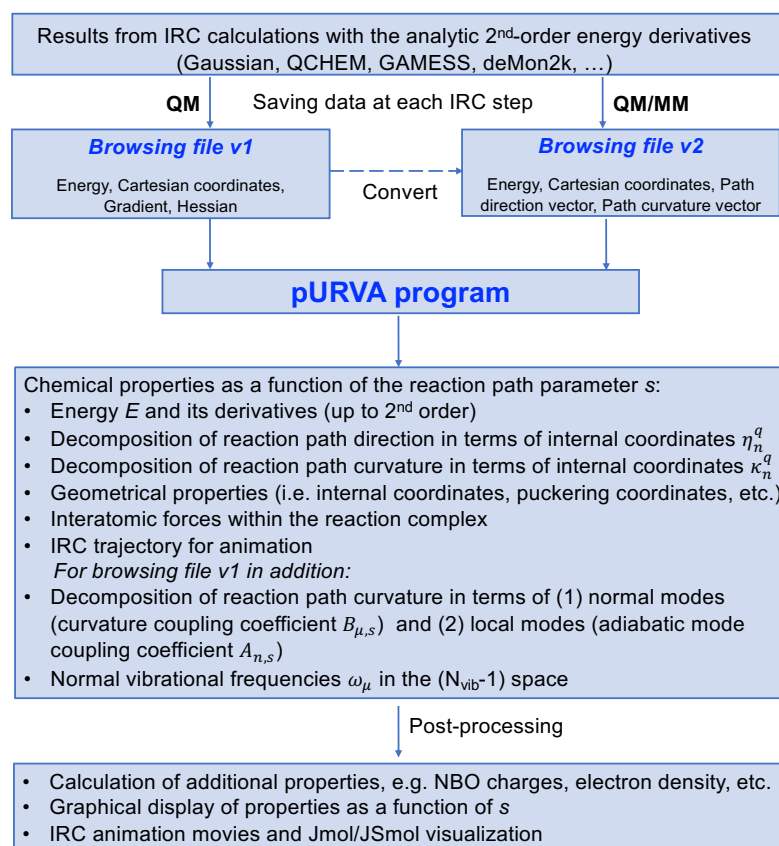 Results from IRC calculations with the analytic 2nd-order energy derivatives
(Gaussian, QCHEM, GAMESS, deMon2k, …)
QM
Saving data at each IRC step
QM/MM
Browsing file v1
Energy, Cartesian coordinates,
Gradient, Hessian
Convert
Browsing file v2
Energy, Cartesian coordinates, Path
direction vector, Path curvature vector
pURVA program
Chemical properties as a function of the reaction path parameter s:
• Energy E and its derivatives (up to 2nd order)
• Decomposition of reaction path direction in terms of internal coordinates η_n^q
• Decomposition of reaction path curvature in terms of internal coordinates κ_n^q
• Geometrical properties (i.e. internal coordinates, puckering coordinates, etc.)
• Interatomic forces within the reaction complex
• IRC trajectory for animation
For browsing file v1 in addition:
• Decomposition of reaction path curvature in terms of (1) normal modes
(curvature coupling coefficient B_μ,s) and (2) local modes (adiabatic mode
coupling coefficient A_n,s)
• Normal vibrational frequencies ω_μ in the (Nvib-1) space
Post-processing
• Calculation of additional properties, e.g. NBO charges, electron density, etc.
• Graphical display of properties as a function of s
• IRC animation movies and Jmol/JSmol visualization